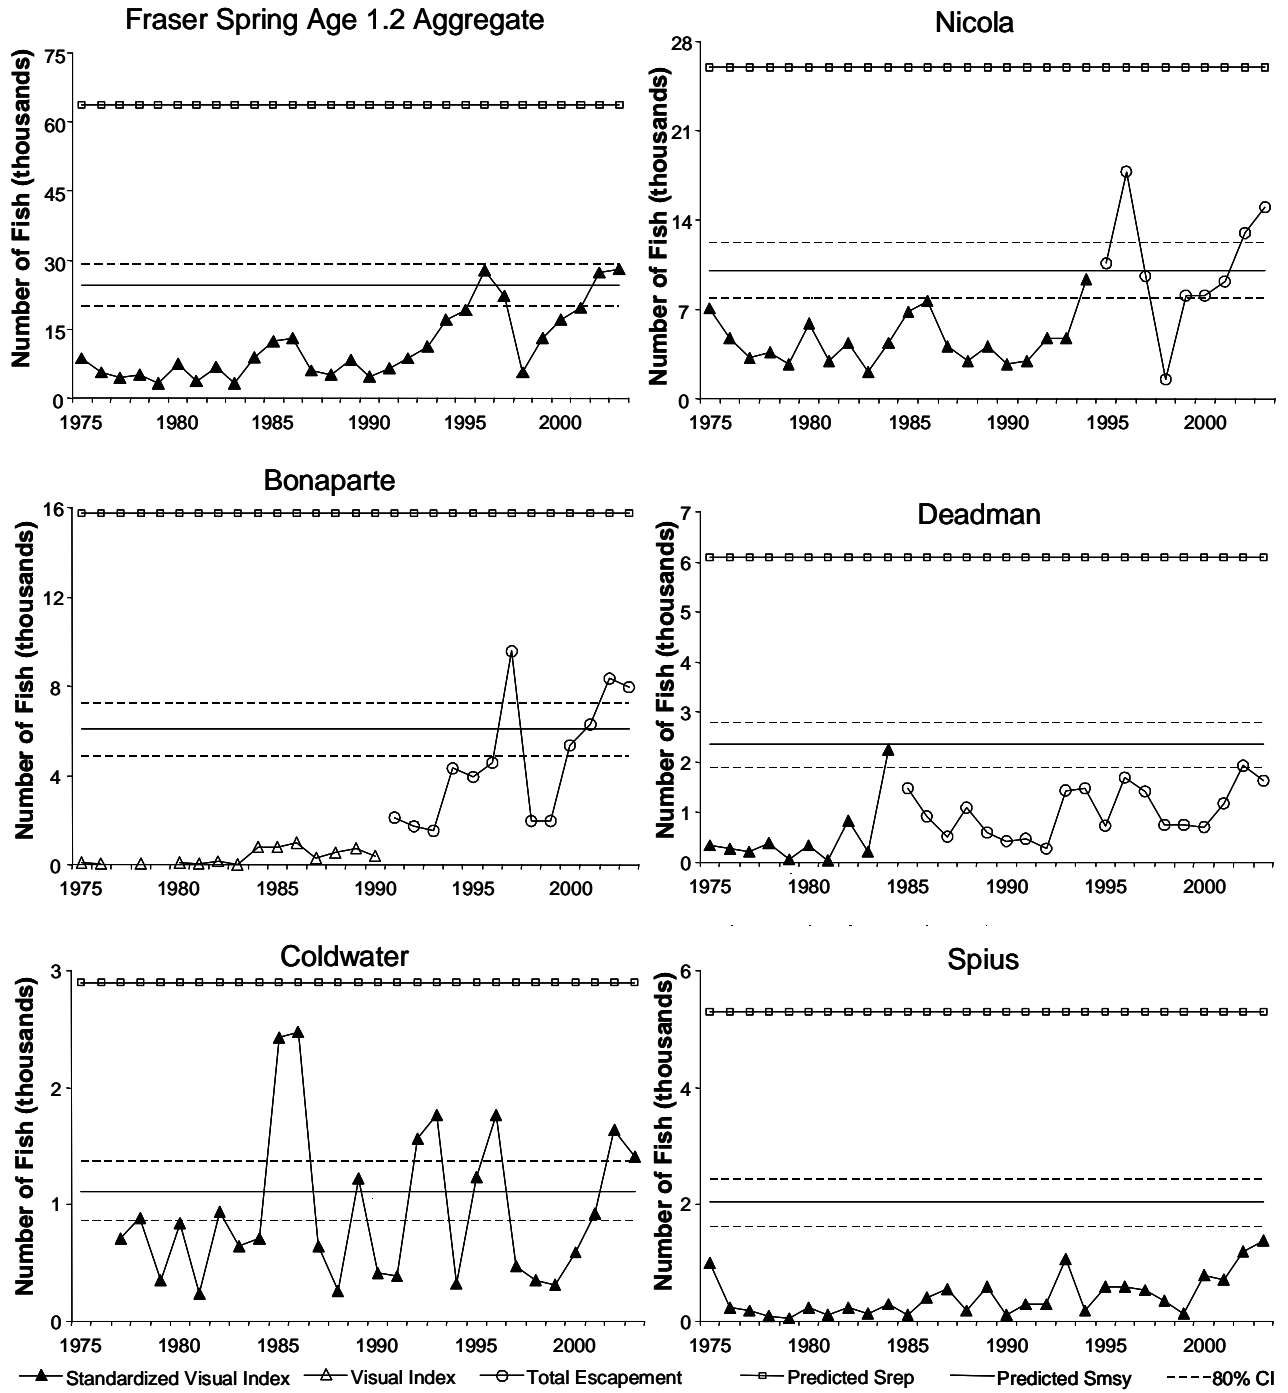 Fraser Spring Age 1.2 Aggregate
Number of Fish (thousands)
75
60
45
30
15
0
1975 1980 1985 1990 1995 2000
Nicola
Number of Fish (thousands)
28
21
14
7
0
1975 1980 1985 1990 1995 2000
Bonaparte
Number of Fish (thousands)
16
12
8
4
0
1975 1980 1985 1990 1995 2000
Deadman
Number of Fish (thousands)
7
6
5
4
3
2
1
0
1975 1980 1985 1990 1995 2000
Coldwater
Number of Fish (thousands)
3
2
1
0
1975 1980 1985 1990 1995 2000
Spius
Number of Fish (thousands)
6
4
2
0
1975 1980 1985 1990 1995 2000
Standardized Visual Index Visual Index Total Escapement Predicted Srep Predicted Smsy 80% CI